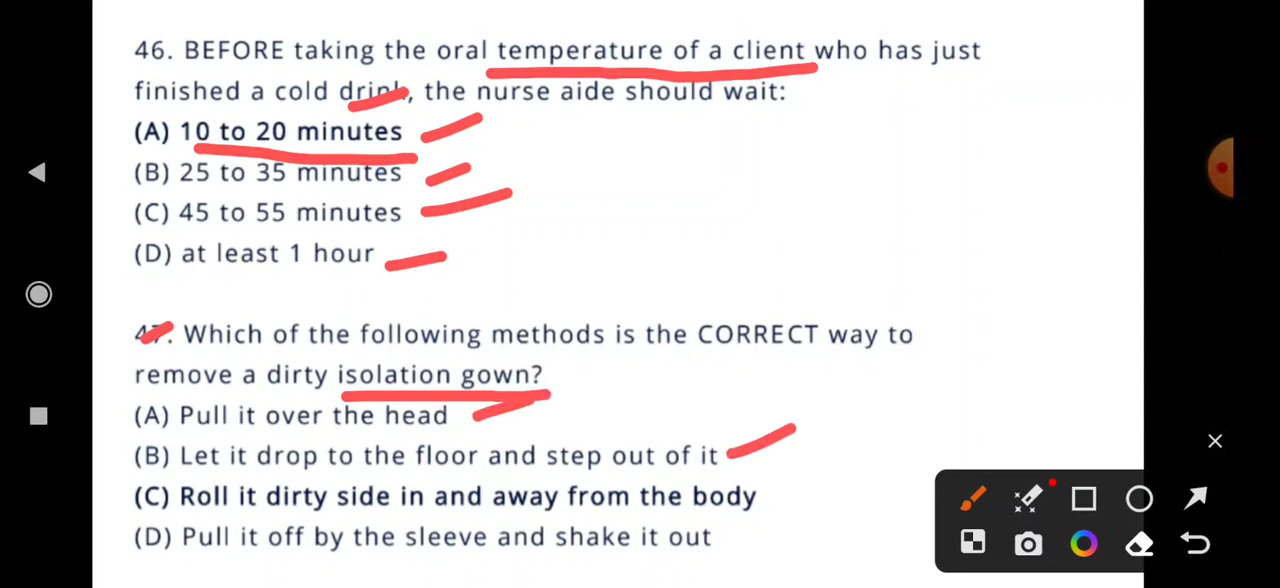 46. BEFORE taking the oral temperature of a client who has just
finished a cold drink, the nurse aide should wait:
(A) 10 to 20 minutes
(B) 25 to 35 minutes
(C) 45 to 55 minutes
(D) at least 1 hour
47. Which of the following methods is the CORRECT way to
remove a dirty isolation gown?
(A) Pull it over the head
(B) Let it drop to the floor and step out of it
(C) Roll it dirty side in and away from the body
(D) Pull it off by the sleeve and shake it out